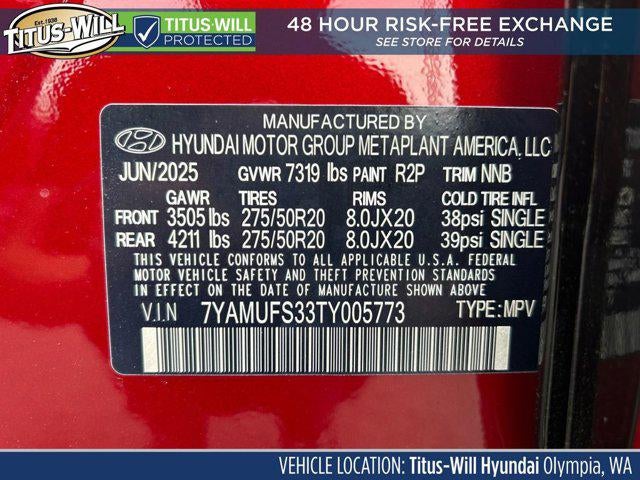 Est. 1938
TITUS-WILL
TITUS-WILL
PROTECTED
48 HOUR RISK-FREE EXCHANGE
SEE STORE FOR DETAILS
MANUFACTURED BY
HYUNDAI MOTOR GROUP METAPLANT AMERICA, LLC
JUN/2025 GVWR 7319 lbs PAINT R2P TRIM NNB
GAWR TIRES RIMS COLD TIRE INFL
FRONT 3505 lbs 275/50R20 8.0JX20 38psi SINGLE
REAR 4211 lbs 275/50R20 8.0JX20 39psi SINGLE
THIS VEHICLE CONFORMS TO ALL APPLICABLE U.S.A. FEDERAL
MOTOR VEHICLE SAFETY AND THEFT PREVENTION STANDARDS
IN EFFECT ON THE DATE OF MANUFACTURE SHOWN ABOVE.
V.I.N 7YAMUFS33TY005773 TYPE: MPV
VEHICLE LOCATION: Titus-Will Hyundai Olympia, WA